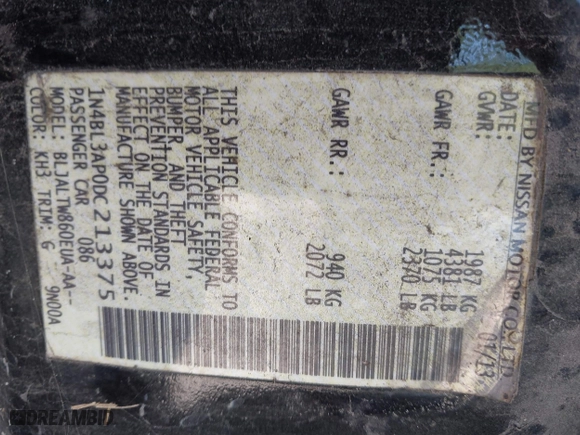 MFD BY NISSAN MOTOR CO., LTD.
DATE: 01/13
GVWR: 1987 KG
4381 LB
GAWR FR.: 1075 KG
2370 LB
GAWR RR.: 940 KG
2072 LB
THIS VEHICLE CONFORMS TO
ALL APPLICABLE FEDERAL
MOTOR VEHICLE SAFETY,
BUMPER, AND THEFT
PREVENTION STANDARDS IN
EFFECT ON THE DATE OF
MANUFACTURE SHOWN ABOVE.
1N4BL3AP0DC213375
PASSENGER CAR 086
MODEL: BLJALTW860EUA-AA--
COLOR: KH3 TRIM: G 9N00A
DREAMBID